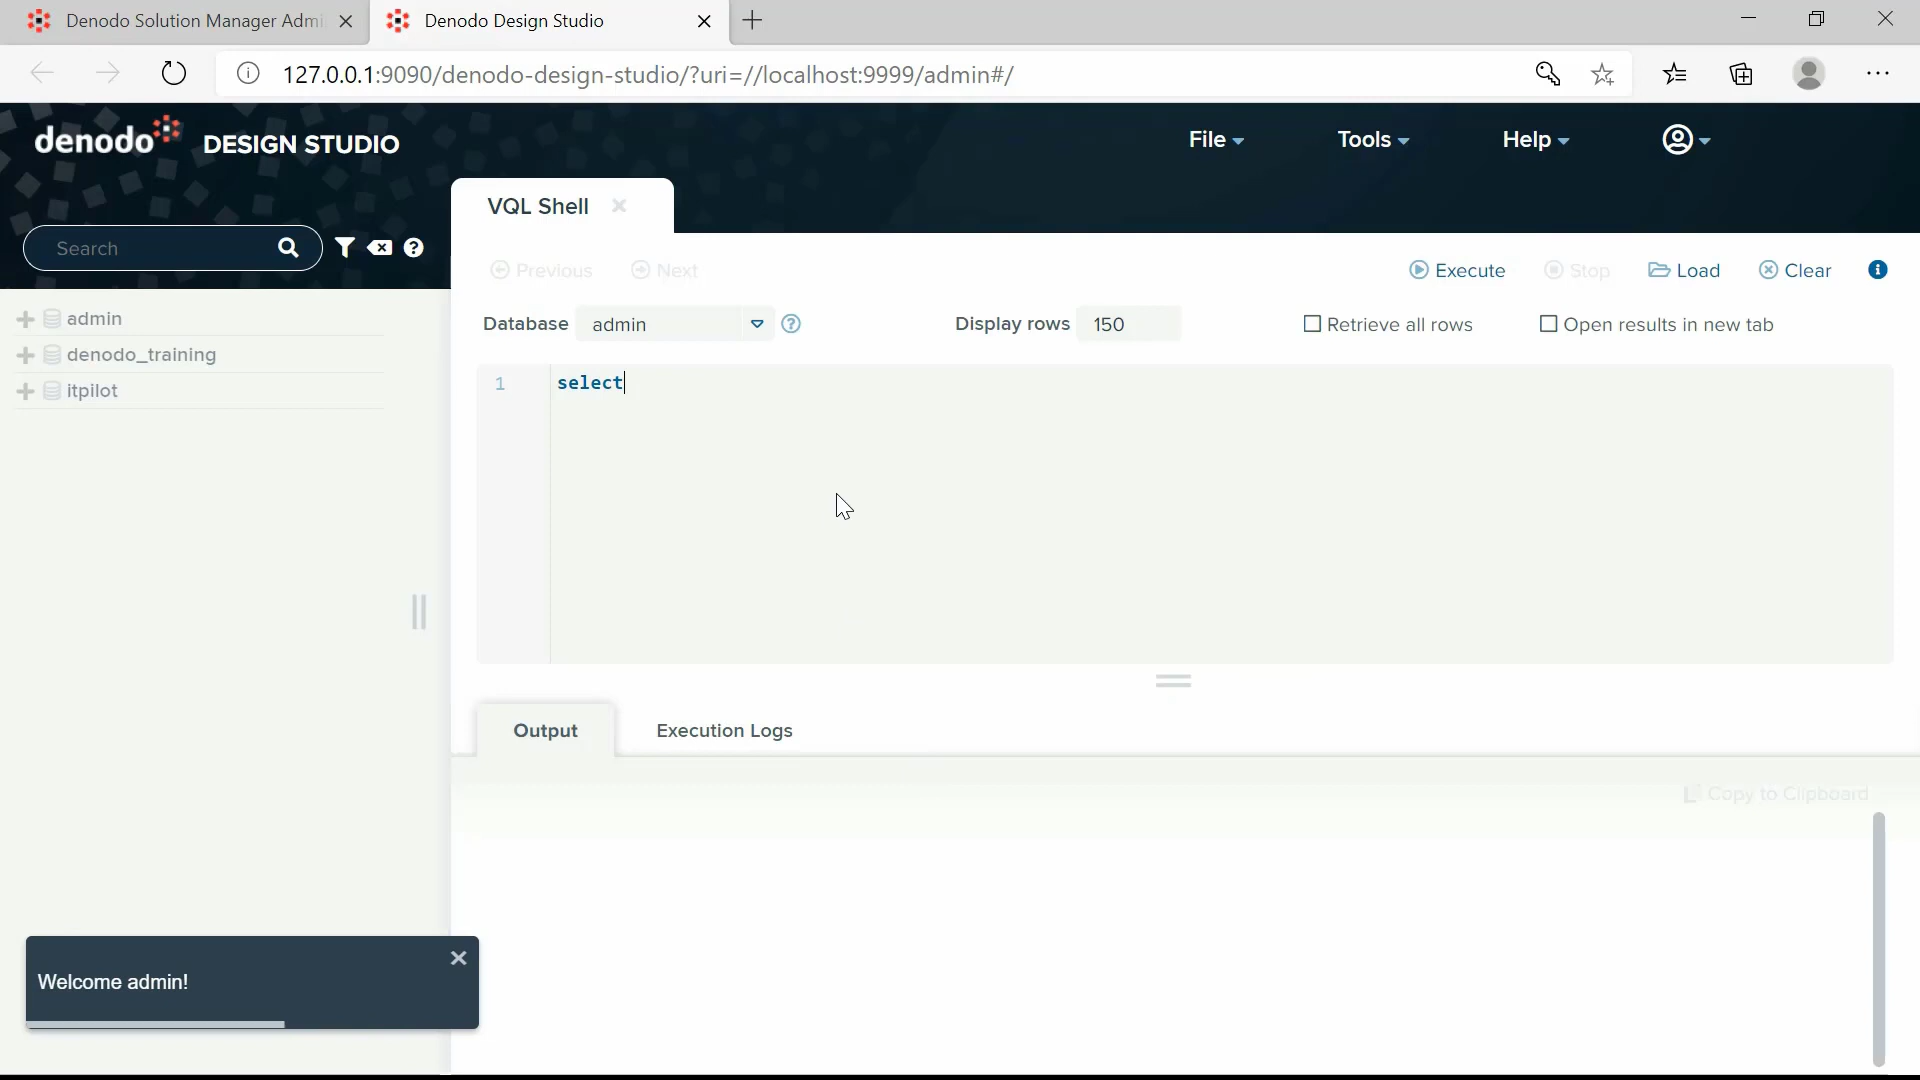 Denodo Solution Manager Admi
Denodo Design Studio
127.0.0.1:9090/denodo-design-studio/?uri=//localhost:9999/admin#/
denodo DESIGN STUDIO
File
Tools
Help
VQL Shell
Search
Previous
Next
Execute
Stop
Load
Clear
Database
admin
Display rows
150
Retrieve all rows
Open results in new tab
admin
denodo_training
itpilot
1
select
Output
Execution Logs
Copy to Clipboard
Welcome admin!